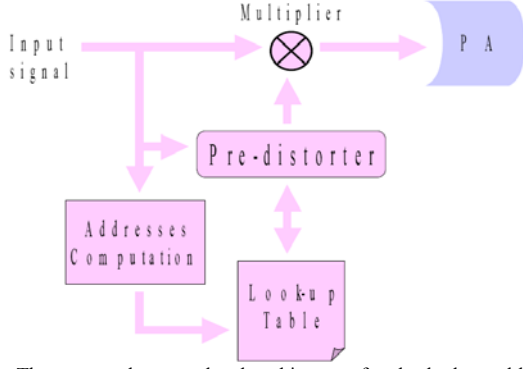 Multiplier
Input
signal
P A
Pre-distorter
Addresses
Computation
Look-up
Table